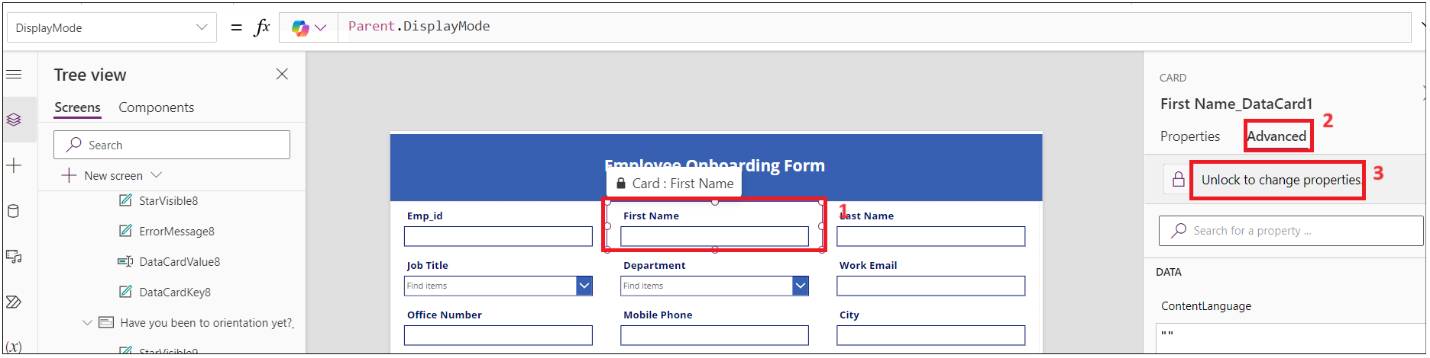 DisplayMode
= fx
Parent.DisplayMode
Tree view
Screens Components
Search
New screen
StarVisible8
ErrorMessage8
DataCardValue8
DataCardKey8
Have you been to orientation yet?_
StarVisible9
(x)
Employee Onboarding Form
Card : First Name
1
Emp_id First Name Last Name
Job Title Department Work Email
Find items Find items
Office Number Mobile Phone City
CARD
First Name_DataCard1
2
Properties Advanced
Unlock to change properties.
3
Search for a property ...
DATA
ContentLanguage
""